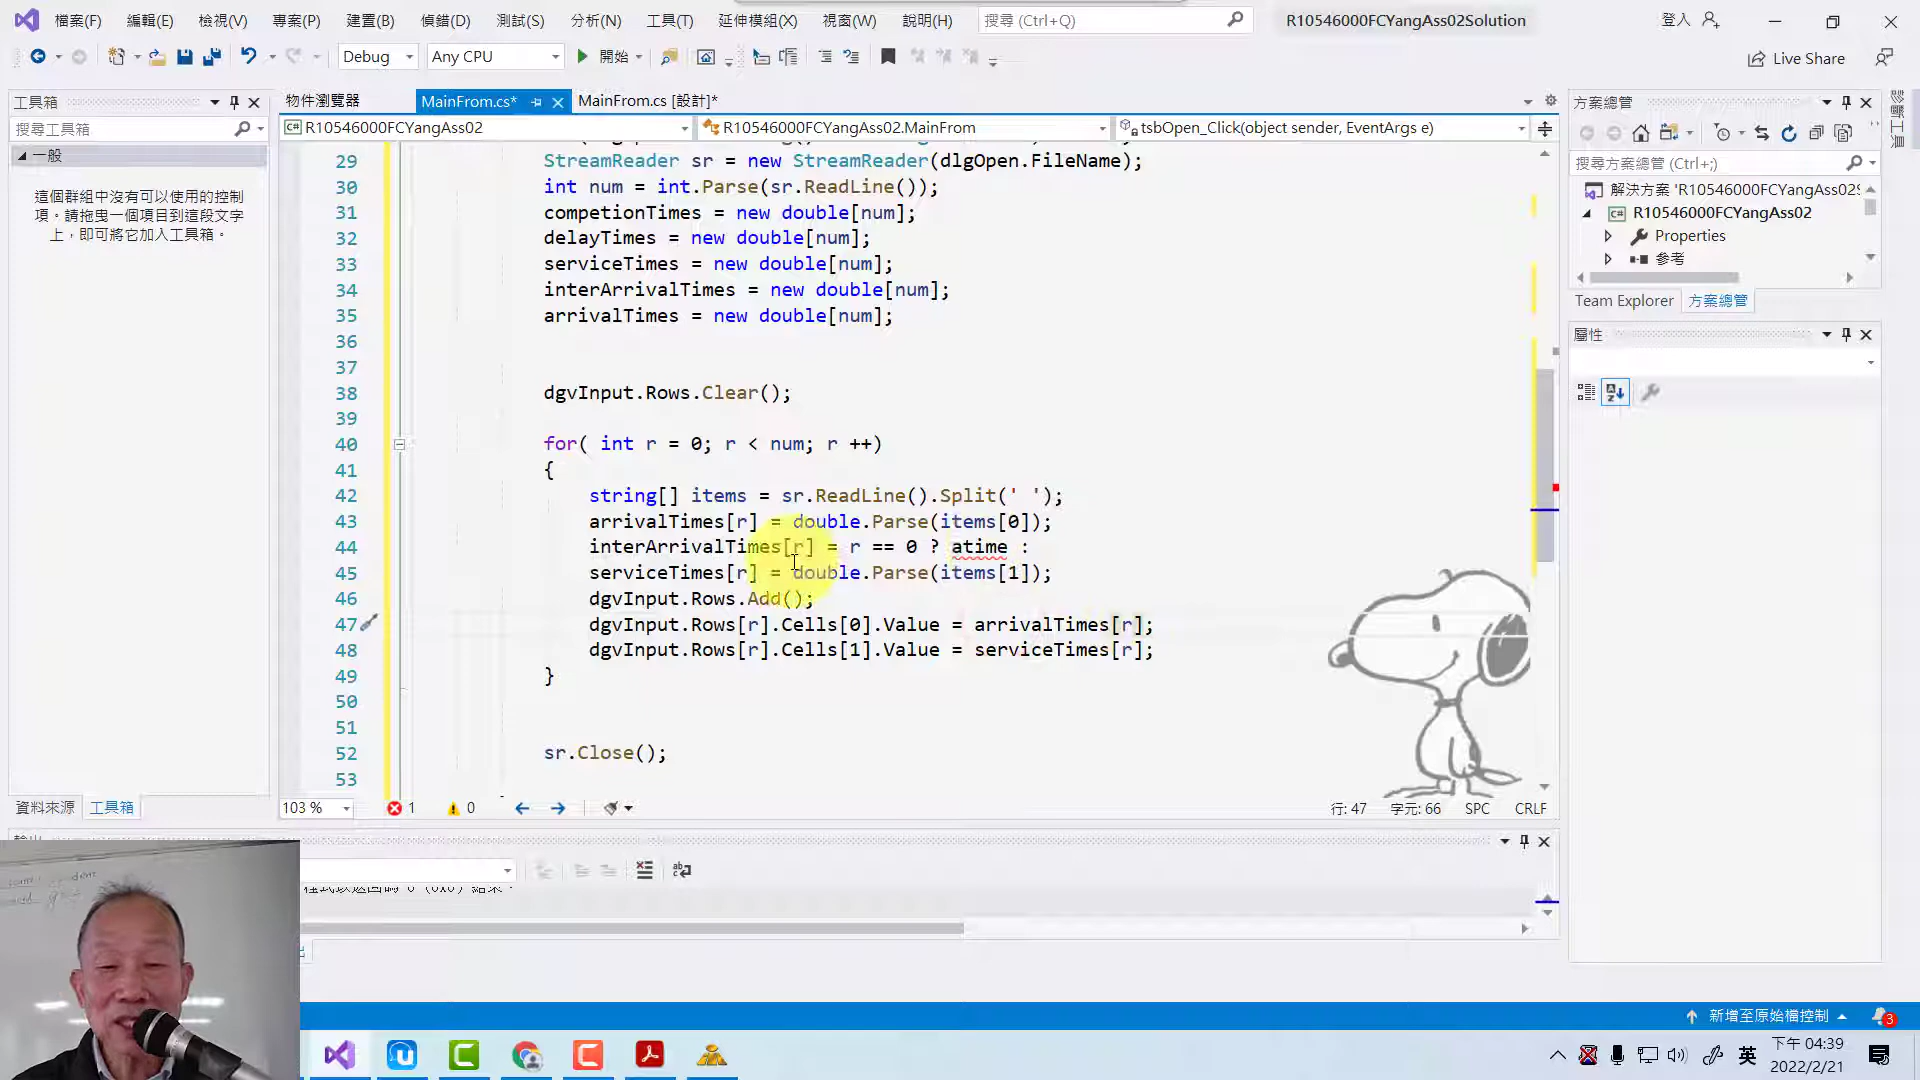 檔案(F) 編輯(E) 檢視(V) 專案(P) 建置(B) 偵錯(D) 測試(S) 分析(N) 工具(T) 延伸模組(X) 視窗(W) 說明(H) 搜尋 (Ctrl+Q) R10546000FCYangAss02Solution 登入
Debug Any CPU 開始 Live Share
工具箱
搜尋工具箱
一般
這個群組中沒有可以使用的控制
項。請拖曳一個項目到這段文字
上，即可將它加入工具箱。
資料來源 工具箱
物件瀏覽器 MainFrom.cs* MainFrom.cs [設計]*
R10546000FCYangAss02 R10546000FCYangAss02.MainFrom tsbOpen_Click(object sender, EventArgs e)
29 StreamReader sr = new StreamReader(dlgOpen.FileName);
30 int num = int.Parse(sr.ReadLine());
31 competionTimes = new double[num];
32 delayTimes = new double[num];
33 serviceTimes = new double[num];
34 interArrivalTimes = new double[num];
35 arrivalTimes = new double[num];
36
37
38 dgvInput.Rows.Clear();
39
40 for( int r = 0; r < num; r ++)
41 {
42 string[] items = sr.ReadLine().Split(' ');
43 arrivalTimes[r] = double.Parse(items[0]);
44 interArrivalTimes[r] = r == 0 ? atime :
45 serviceTimes[r] = double.Parse(items[1]);
46 dgvInput.Rows.Add();
47 dgvInput.Rows[r].Cells[0].Value = arrivalTimes[r];
48 dgvInput.Rows[r].Cells[1].Value = serviceTimes[r];
49 }
50
51
52 sr.Close();
53
103 % 1 0 行: 47 字元: 66 SPC CRLF
方案總管
搜尋方案總管 (Ctrl+;)
解決方案 'R10546000FCYangAss02S
R10546000FCYangAss02
Properties
參考
Team Explorer 方案總管
屬性
新增至原始檔控制 3
英 下午 04:39
2022/2/21